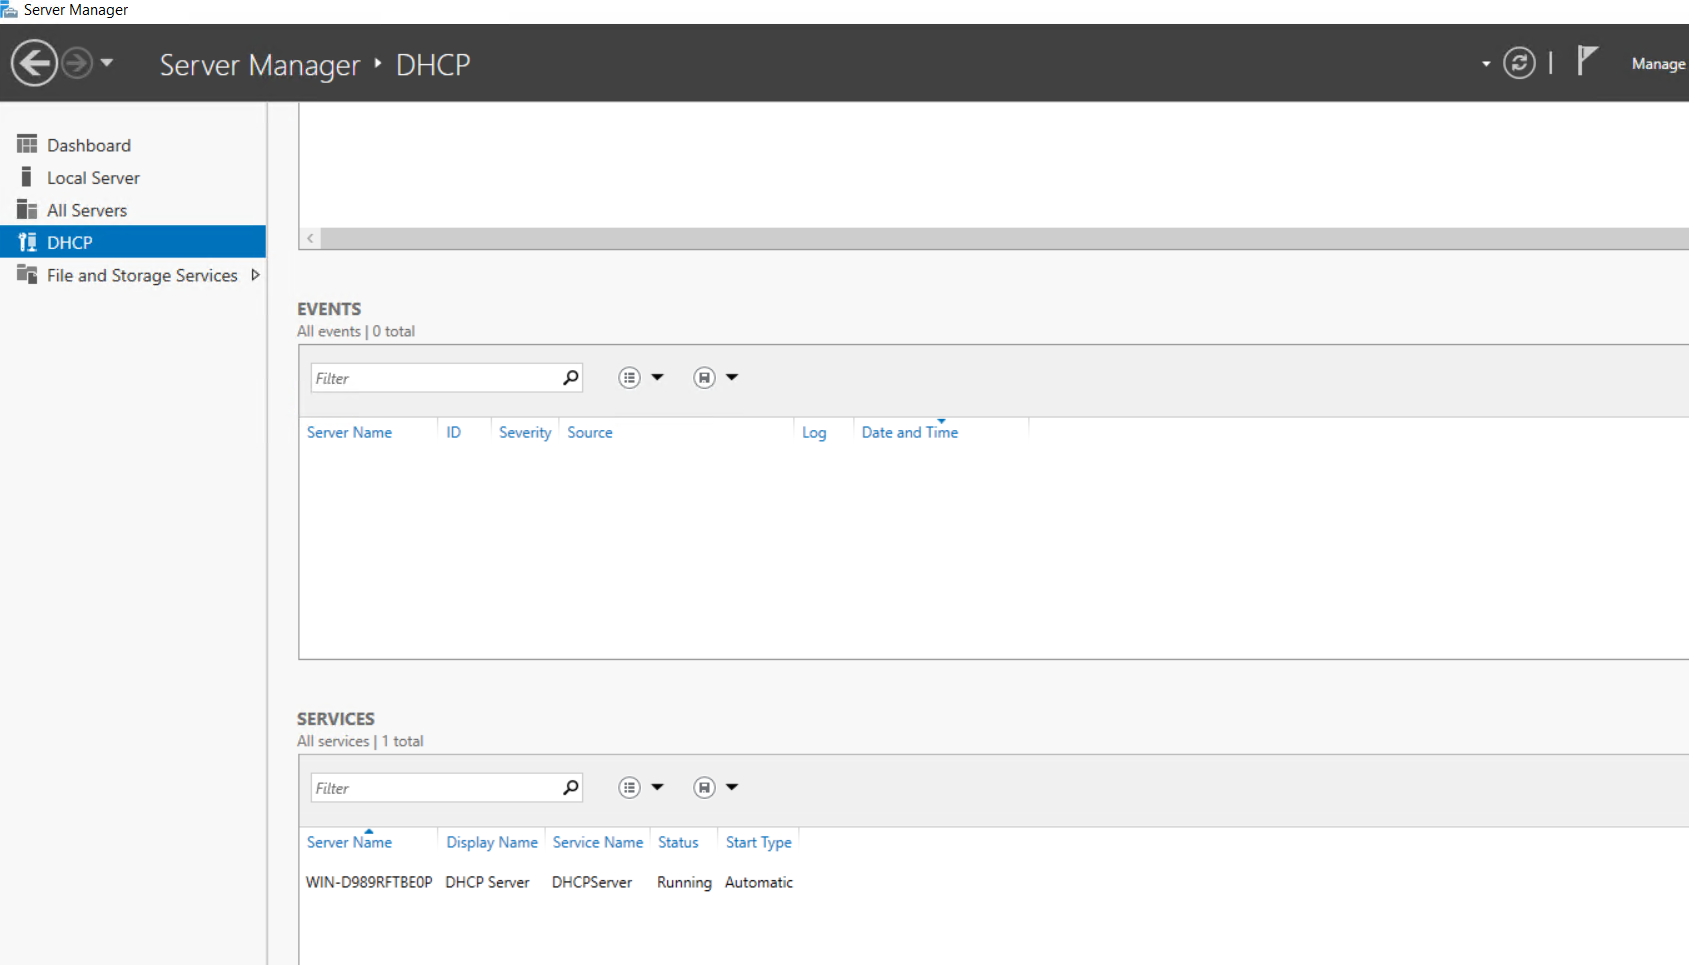 Server Manager
Server Manager ‣ DHCP
Manage
Dashboard
Local Server
All Servers
DHCP
File and Storage Services
EVENTS
All events | 0 total
Filter
Server Name ID Severity Source Log Date and Time
SERVICES
All services | 1 total
Filter
Server Name Display Name Service Name Status Start Type
WIN-D989RFTBE0P DHCP Server DHCPServer Running Automatic